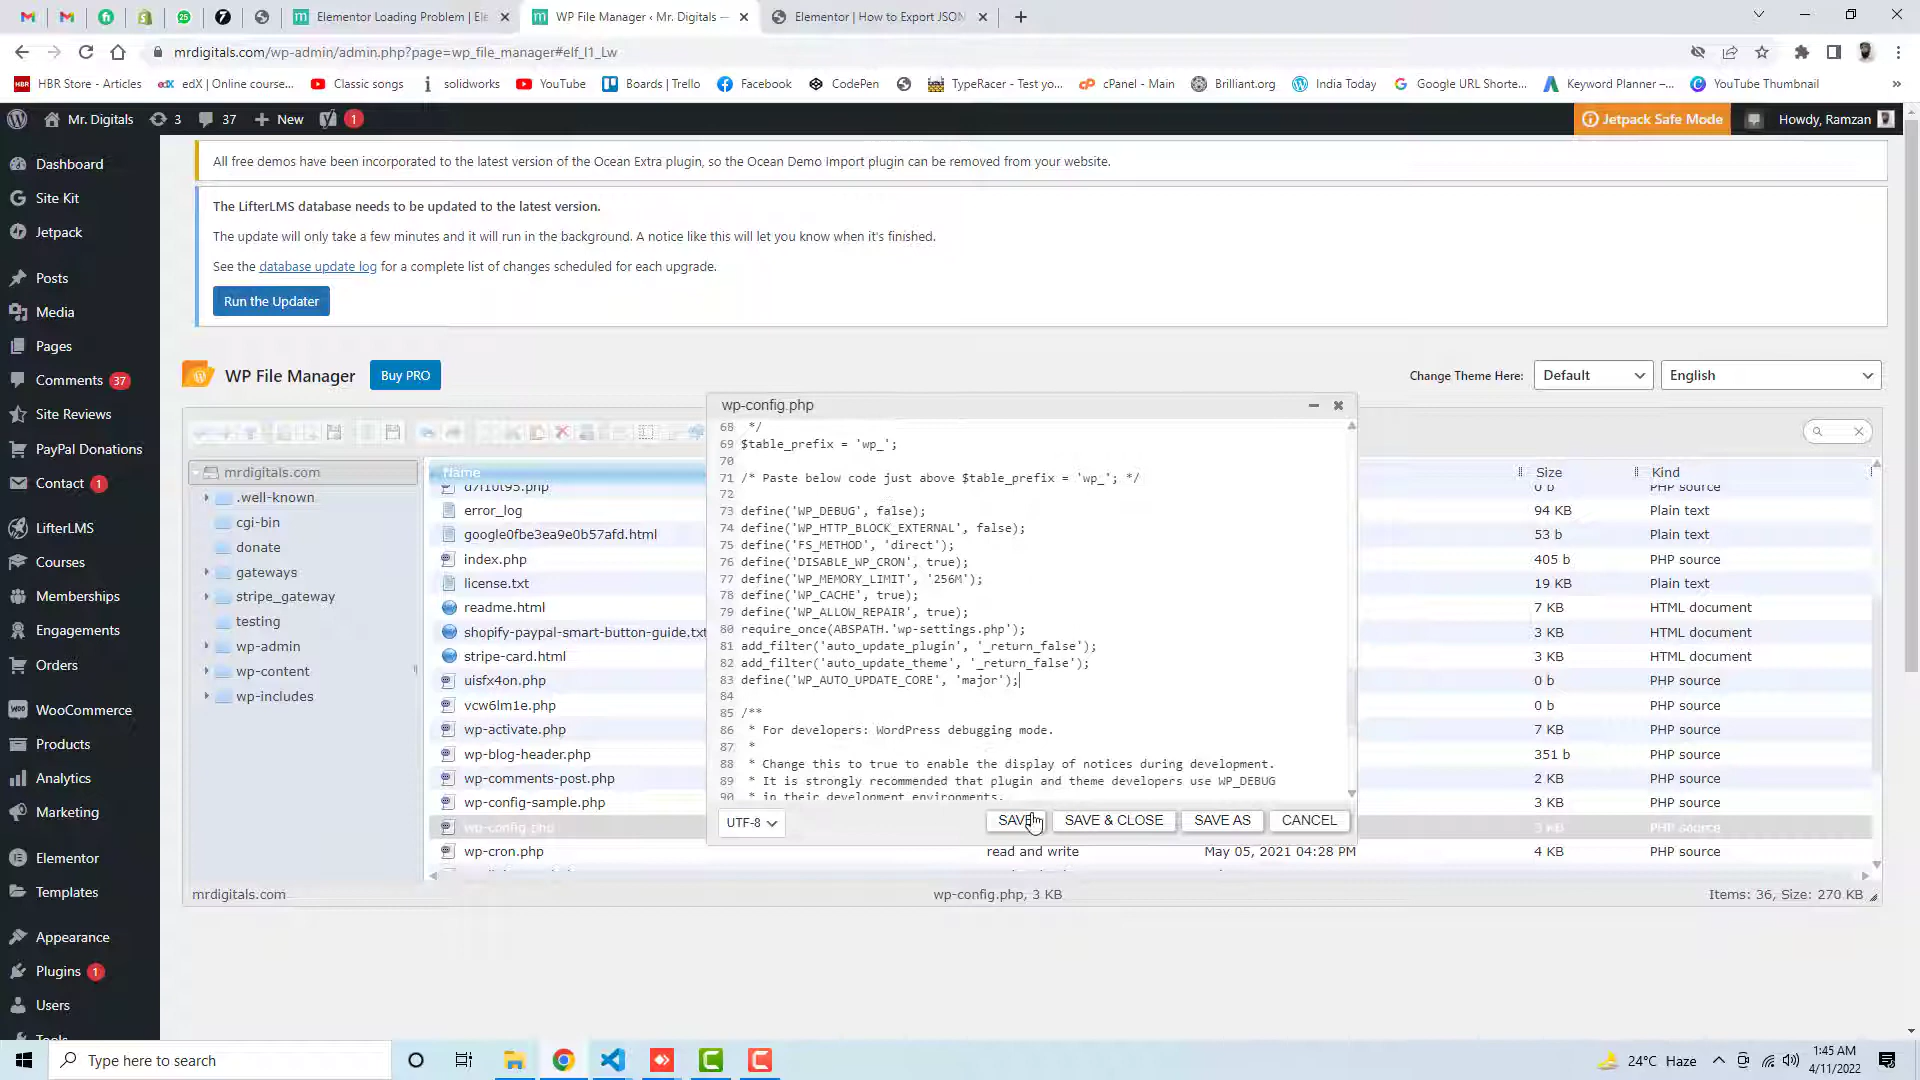 Elementor Loading Problem | Ele
WP File Manager ‹ Mr. Digitals —
Elementor | How to Export JSON
mrdigitals.com/wp-admin/admin.php?page=wp_file_manager#elf_l1_Lw
HBR Store - Articles
edX | Online course...
Classic songs
solidworks
YouTube
Boards | Trello
Facebook
CodePen
TypeRacer - Test yo...
cPanel - Main
Brilliant.org
India Today
Google URL Shorte...
Keyword Planner –...
YouTube Thumbnail
»
Mr. Digitals
3
37
New
1
Jetpack Safe Mode
Howdy, Ramzan
Dashboard
Site Kit
Jetpack
Posts
Media
Pages
Comments 37
Site Reviews
PayPal Donations
Contact 1
LifterLMS
Courses
Memberships
Engagements
Orders
WooCommerce
Products
Analytics
Marketing
Elementor
Templates
Appearance
Plugins 1
Users
All free demos have been incorporated to the latest version of the Ocean Extra plugin, so the Ocean Demo Import plugin can be removed from your website.
The LifterLMS database needs to be updated to the latest version.
The update will only take a few minutes and it will run in the background. A notice like this will let you know when it's finished.
See the database update log for a complete list of changes scheduled for each upgrade.
Run the Updater
WP File Manager
Buy PRO
Change Theme Here:
Default
English
mrdigitals.com
.well-known
cgi-bin
donate
gateways
stripe_gateway
testing
wp-admin
wp-content
wp-includes
Name
Size
Kind
d7f10t95.php 0 b PHP source
error_log 94 KB Plain text
google0fbe3ea9e0b57afd.html 53 b Plain text
index.php 405 b PHP source
license.txt 19 KB Plain text
readme.html 7 KB HTML document
shopify-paypal-smart-button-guide.txt 3 KB HTML document
stripe-card.html 3 KB HTML document
uisfx4on.php 0 b PHP source
vcw6lm1e.php 0 b PHP source
wp-activate.php 7 KB PHP source
wp-blog-header.php 351 b PHP source
wp-comments-post.php 2 KB PHP source
wp-config-sample.php 3 KB PHP source
wp-config.php 3 KB PHP source
wp-cron.php read and write May 05, 2021 04:28 PM 4 KB PHP source
wp-config.php
68 */
69 $table_prefix = 'wp_';
70
71 /* Paste below code just above $table_prefix = 'wp_'; */
72
73 define('WP_DEBUG', false);
74 define('WP_HTTP_BLOCK_EXTERNAL', false);
75 define('FS_METHOD', 'direct');
76 define('DISABLE_WP_CRON', true);
77 define('WP_MEMORY_LIMIT', '256M');
78 define('WP_CACHE', true);
79 define('WP_ALLOW_REPAIR', true);
80 require_once(ABSPATH.'wp-settings.php');
81 add_filter('auto_update_plugin', '_return_false');
82 add_filter('auto_update_theme', '_return_false');
83 define('WP_AUTO_UPDATE_CORE', 'major');
84
85 /**
86 * For developers: WordPress debugging mode.
87 *
88 * Change this to true to enable the display of notices during development.
89 * It is strongly recommended that plugin and theme developers use WP_DEBUG
90 * in their development environments.
UTF-8
SAVE
SAVE & CLOSE
SAVE AS
CANCEL
mrdigitals.com
wp-config.php, 3 KB
Items: 36, Size: 270 KB
Type here to search
24°C Haze
1:45 AM
4/11/2022